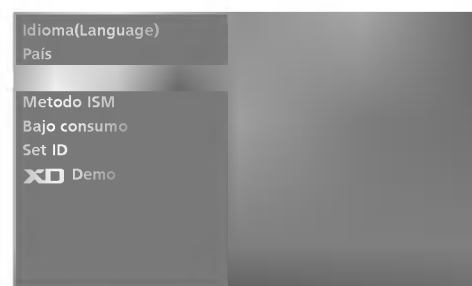 Idioma(Language)
País
Metodo ISM
Bajo consumo
Set ID
XD Demo